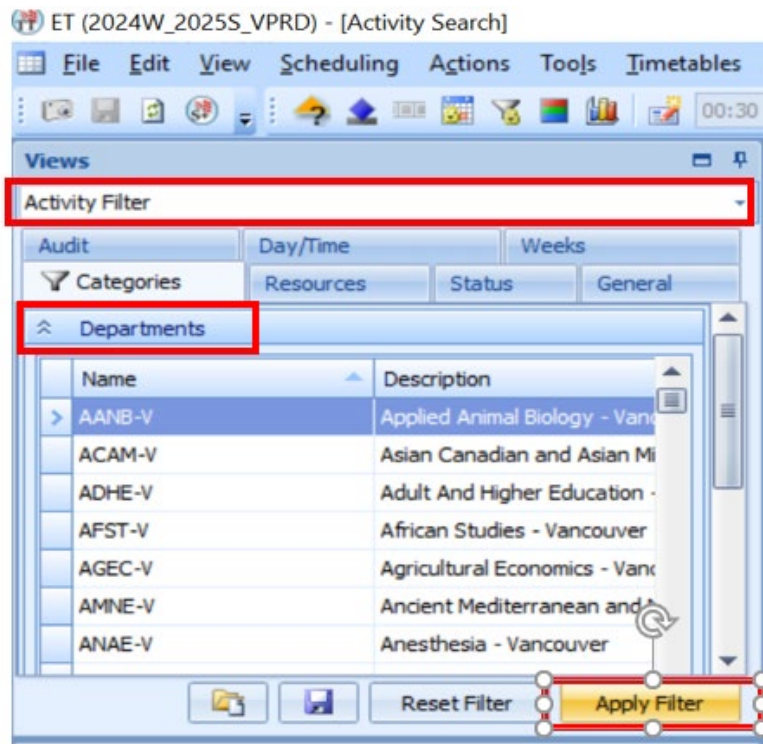 ET (2024W_2025S_VPRD) - [Activity Search]
File Edit View Scheduling Actions Tools Timetables
00:30
Views
Activity Filter
Audit Day/Time Weeks
Categories Resources Status General
Departments
Name Description
AANB-V Applied Animal Biology -
ACAM-V Asian Canadian and Asian
ADHE-V Adult And Higher Education -
AFST-V African Studies - Vancouver
AGEC-V Agricultural Economics -
AMNE-V Ancient Mediterranean and
ANAE-V Anesthesia - Vancouver
Reset Filter Apply Filter